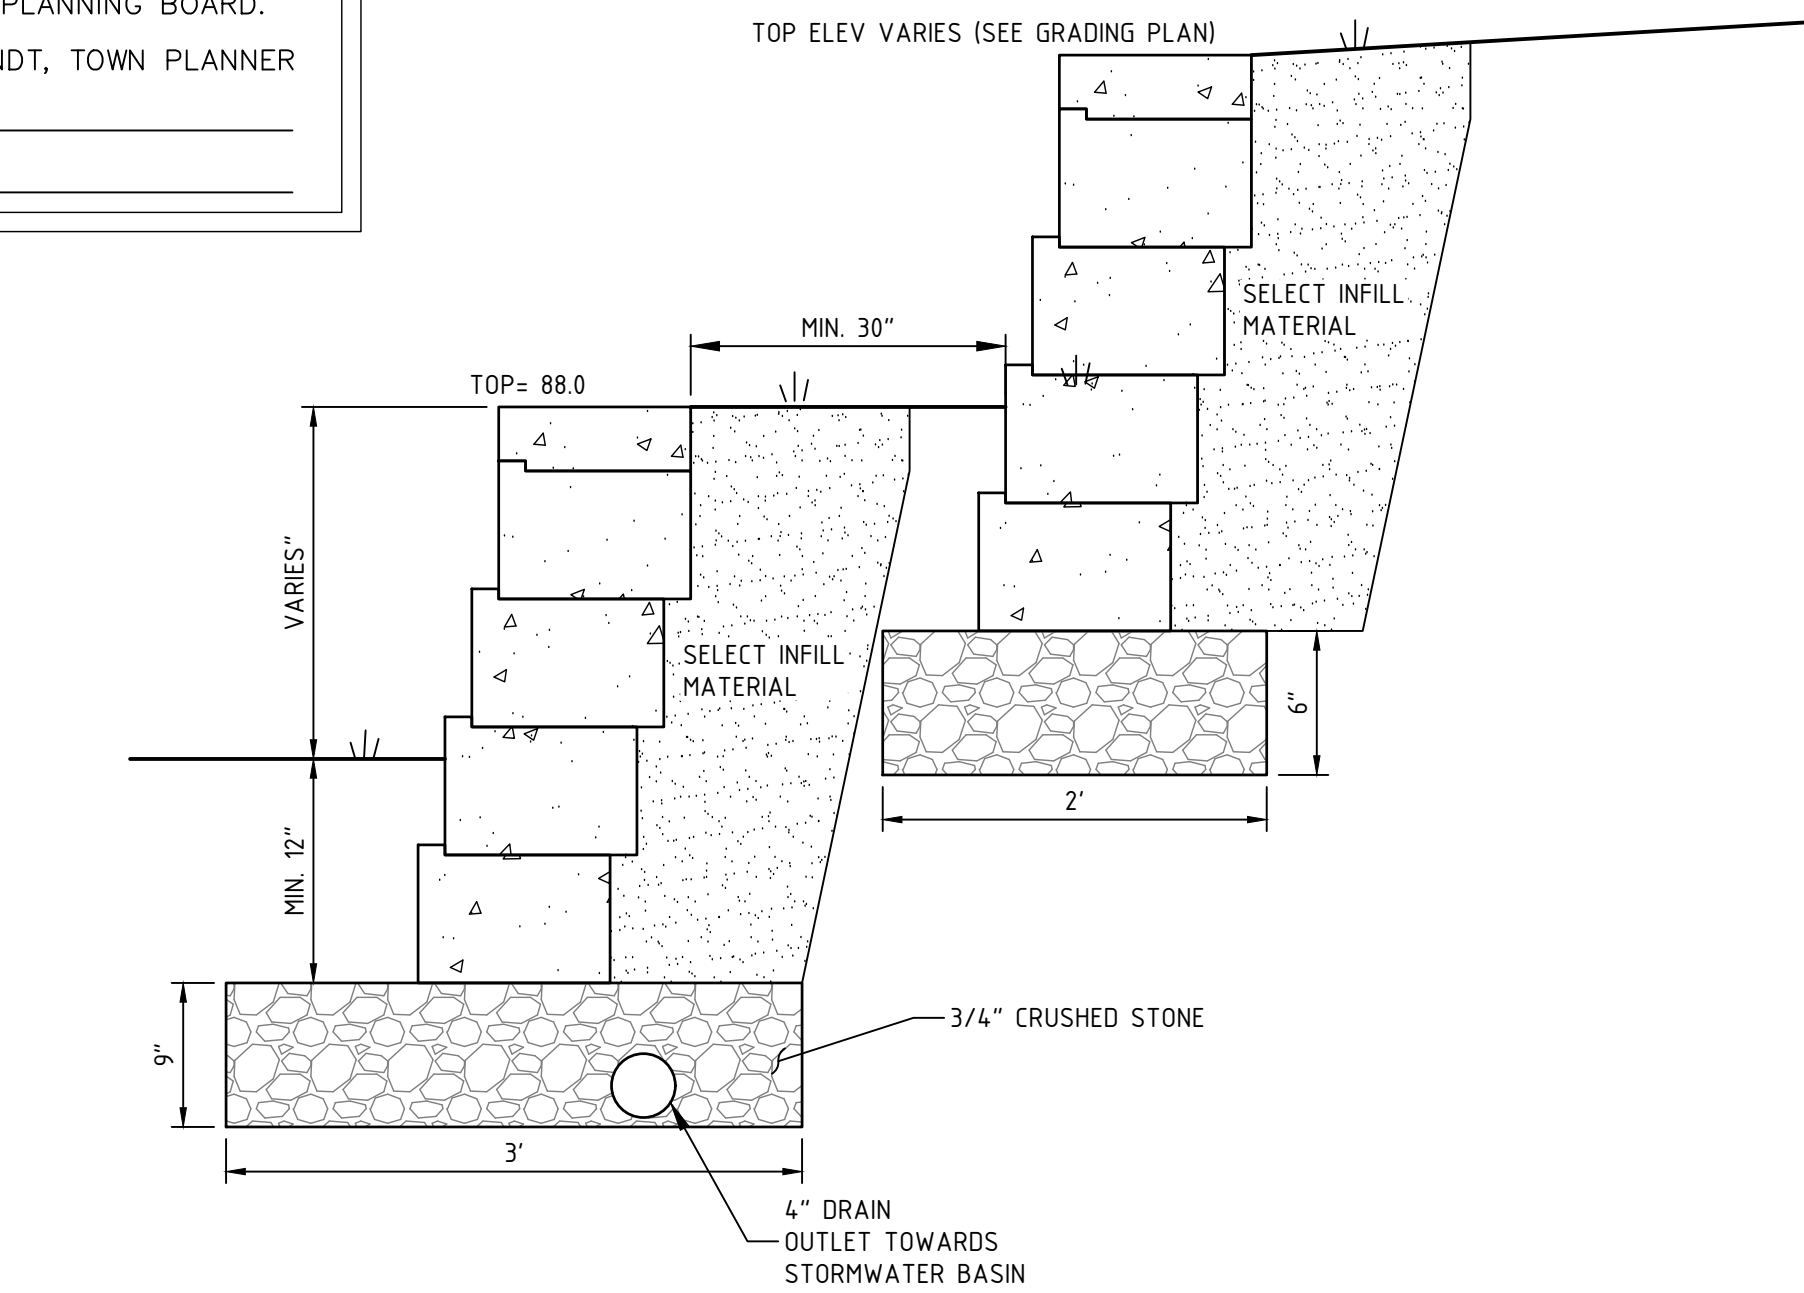 PLANNING BOARD.
NDT, TOWN PLANNER
TOP ELEV VARIES (SEE GRADING PLAN)
SELECT INFILL
MATERIAL
MIN. 30"
TOP= 88.0
VARIES"
SELECT INFILL
MATERIAL
6"
2'
MIN. 12"
9"
3/4" CRUSHED STONE
3'
4" DRAIN
OUTLET TOWARDS
STORMWATER BASIN